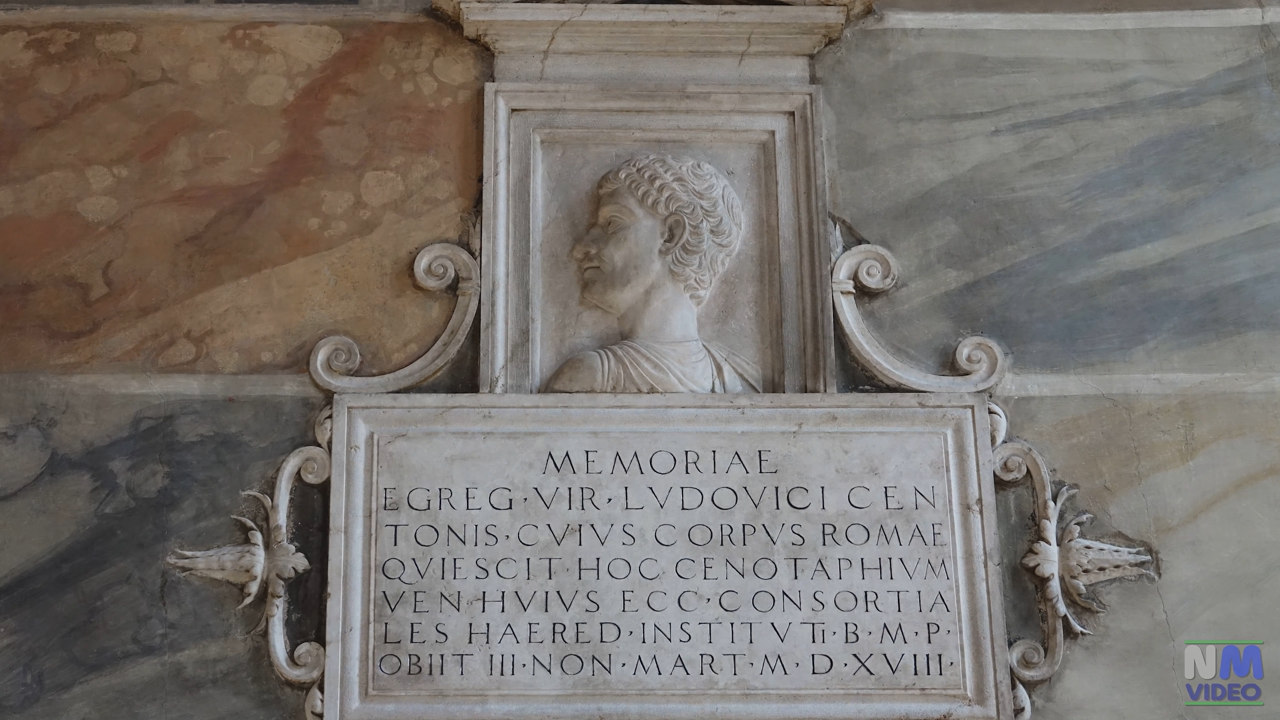 MEMORIAE
EGREG·VIR·LVDOVICI CEN
TONIS·CVIVS CORPVS ROMAE
QVIESCIT·HOC CENOTAPHIVM
VEN·HVIVS ECC·CONSORTIA
LES HAERED·INSTITVTI·B·M·P·
OBIIT III·NON·MART·M·D·XVIII·
NM
VIDEO